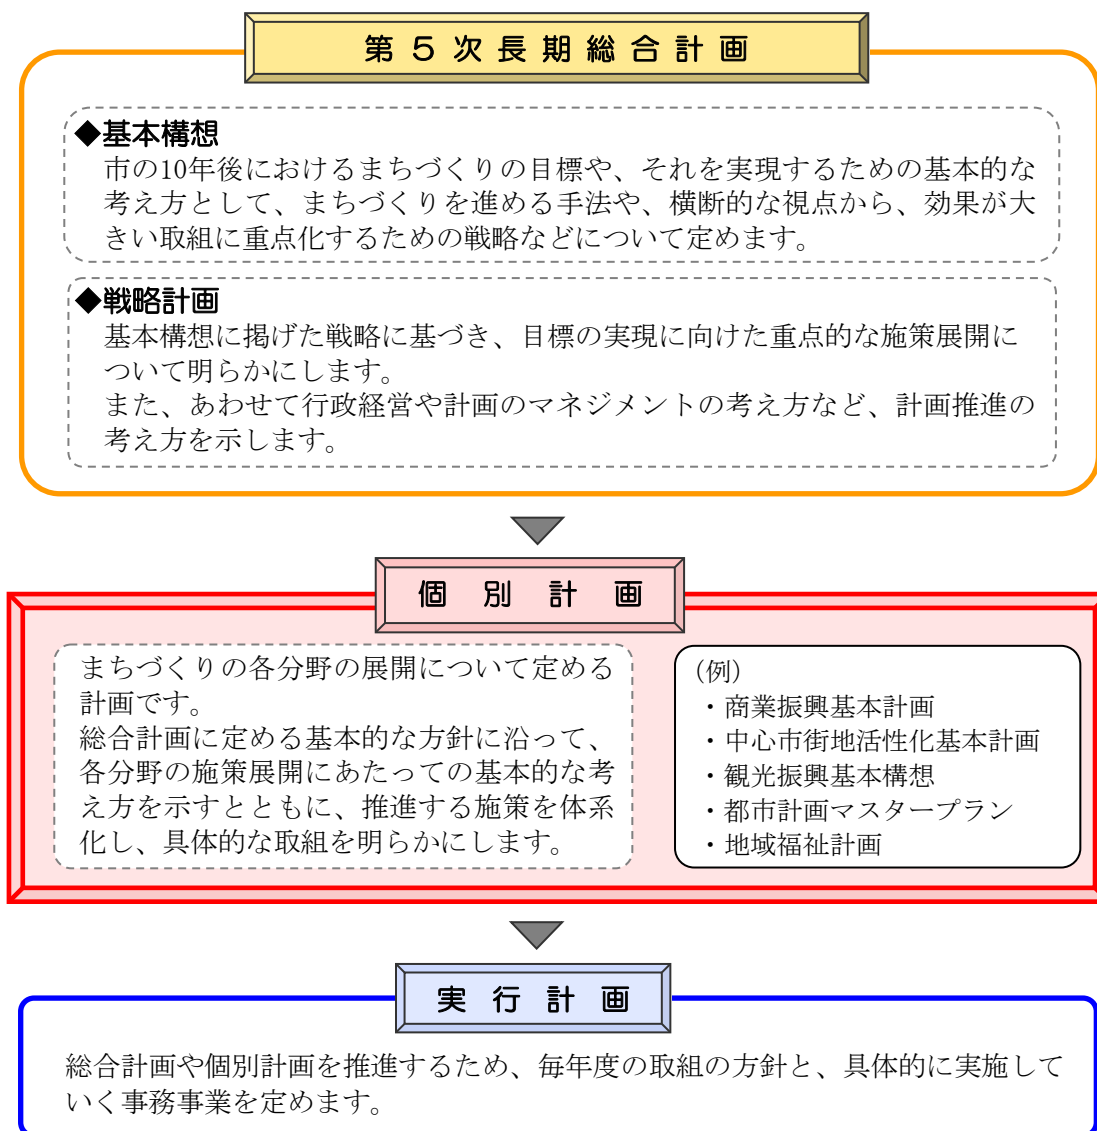 第５次長期総合計画
◆基本構想
市の10年後におけるまちづくりの目標や、それを実現するための基本的な
考え方として、まちづくりを進める手法や、横断的な視点から、効果が大
きい取組に重点化するための戦略などについて定めます。
◆戦略計画
基本構想に掲げた戦略に基づき、目標の実現に向けた重点的な施策展開に
ついて明らかにします。
また、あわせて行政経営や計画のマネジメントの考え方など、計画推進の
考え方を示します。
個別計画
まちづくりの各分野の展開について定める
計画です。
総合計画に定める基本的な方針に沿って、
各分野の施策展開にあたっての基本的な考
え方を示すとともに、推進する施策を体系
化し、具体的な取組を明らかにします。
（例）
・商業振興基本計画
・中心市街地活性化基本計画
・観光振興基本構想
・都市計画マスタープラン
・地域福祉計画
実行計画
総合計画や個別計画を推進するため、毎年度の取組の方針と、具体的に実施して
いく事務事業を定めます。